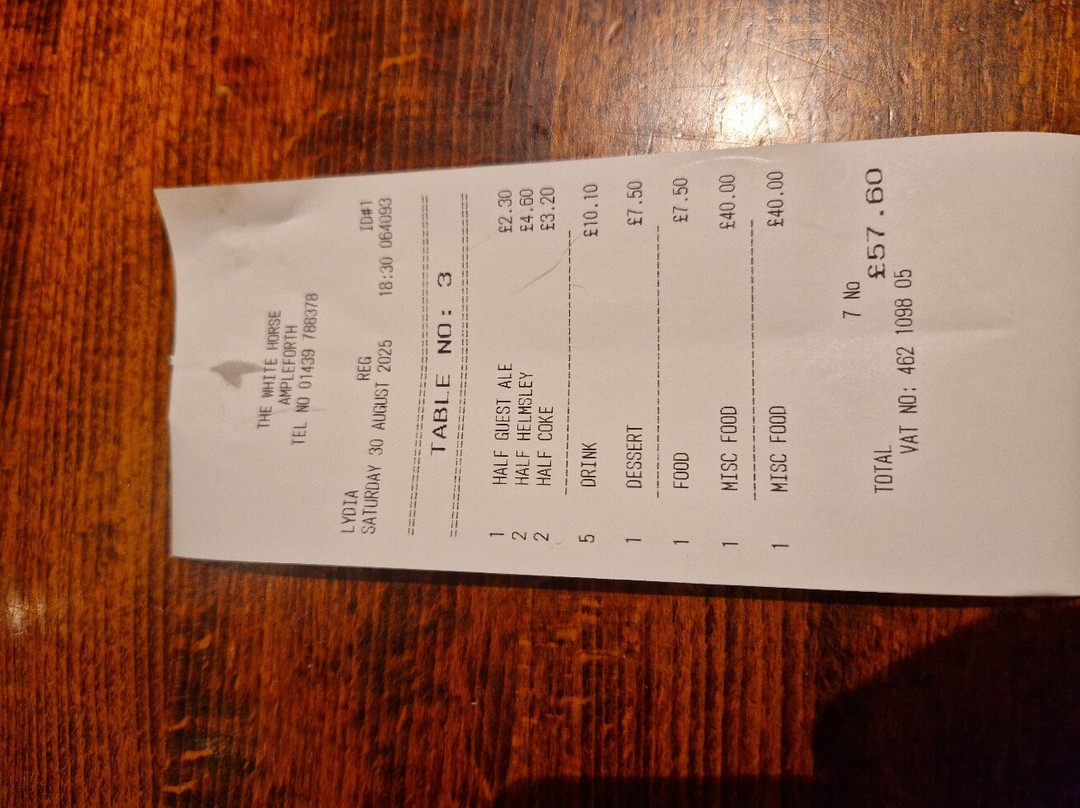 THE WHITE HORSE
AMPLEFORTH
TEL NO 01439 788378
LYDIA REG ID#1
SATURDAY 30 AUGUST 2025 18:30 064093
TABLE NO: 3
1 HALF GUEST ALE £2.30
2 HALF HELMSLEY £4.60
2 HALF COKE £3.20
5 DRINK £10.10
1 DESSERT £7.50
1 FOOD £7.50
1 MISC FOOD £40.00
1 MISC FOOD £40.00
7 No
TOTAL £57.60
VAT NO: 462 1098 05